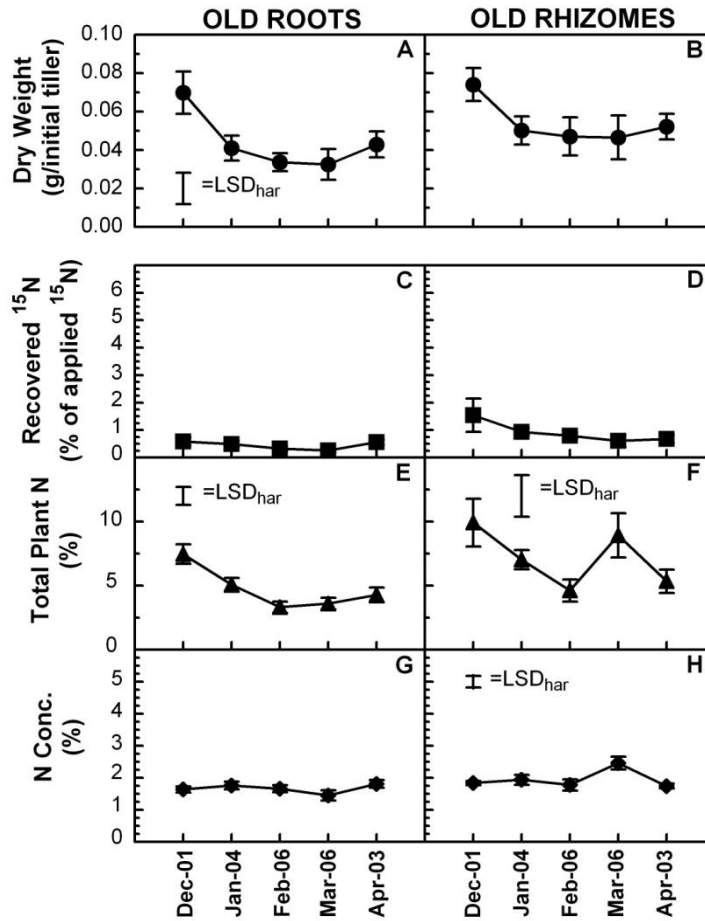 OLD ROOTS
OLD RHIZOMES
Dry Weight
(g/initial tiller)
0.10
0.08
0.06
0.04
0.02
0.00
A
=LSDhar
B
Recovered 15N
(% of applied 15N)
6
5
4
3
2
1
0
C
D
Total Plant N
(%)
10
5
0
E
=LSDhar
F
=LSDhar
N Conc.
(%)
5
4
3
2
1
0
G
H
=LSDhar
Dec-01
Jan-04
Feb-06
Mar-06
Apr-03
Dec-01
Jan-04
Feb-06
Mar-06
Apr-03